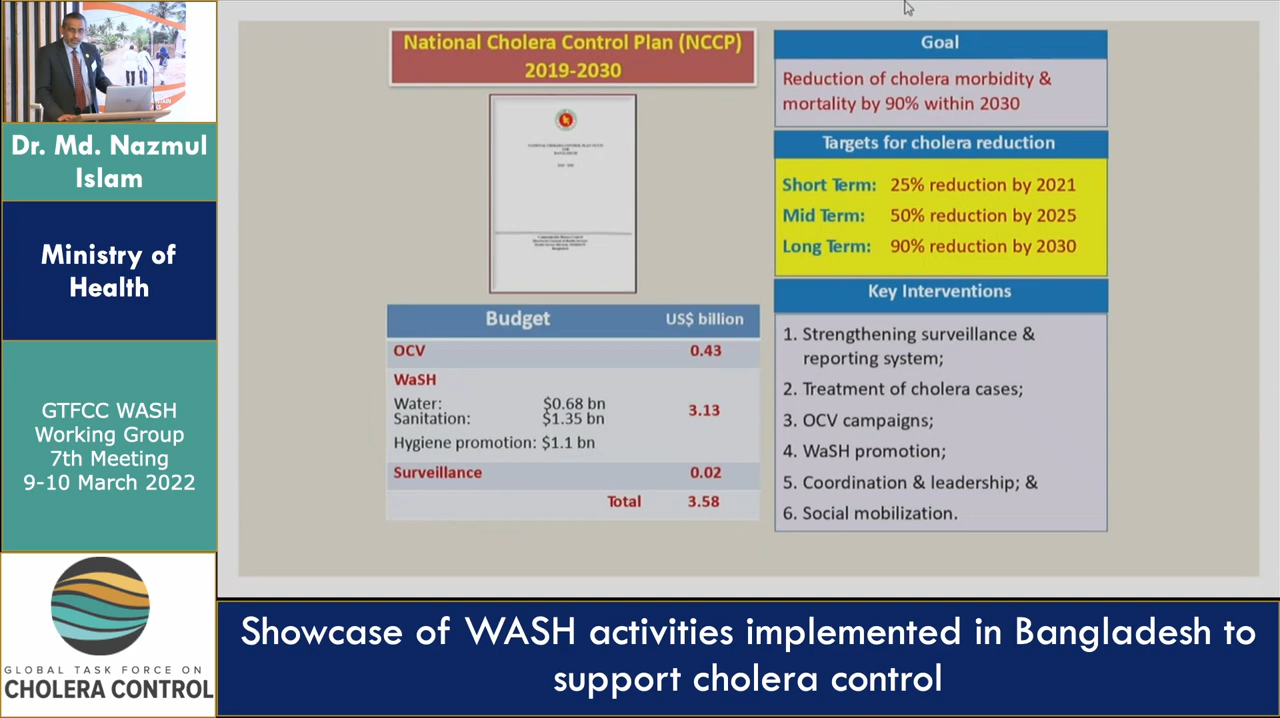 Dr. Md. Nazmul
Islam
Ministry of
Health
GTFCC WASH
Working Group
7th Meeting
9-10 March 2022
GLOBAL TASK FORCE ON
CHOLERA CONTROL
National Cholera Control Plan (NCCP)
2019-2030
NATIONAL CHOLERA CONTROL PLAN
FOR
BANGLADESH
Budget US$ billion
OCV 0.43
WaSH
Water: $0.68 bn
3.13
Sanitation: $1.35 bn
Hygiene promotion: $1.1 bn
Surveillance 0.02
Total 3.58
Goal
Reduction of cholera morbidity &
mortality by 90% within 2030
Targets for cholera reduction
Short Term: 25% reduction by 2021
Mid Term: 50% reduction by 2025
Long Term: 90% reduction by 2030
Key Interventions
1. Strengthening surveillance &
reporting system;
2. Treatment of cholera cases;
3. OCV campaigns;
4. WaSH promotion;
5. Coordination & leadership; &
6. Social mobilization.
Showcase of WASH activities implemented in Bangladesh to
support cholera control